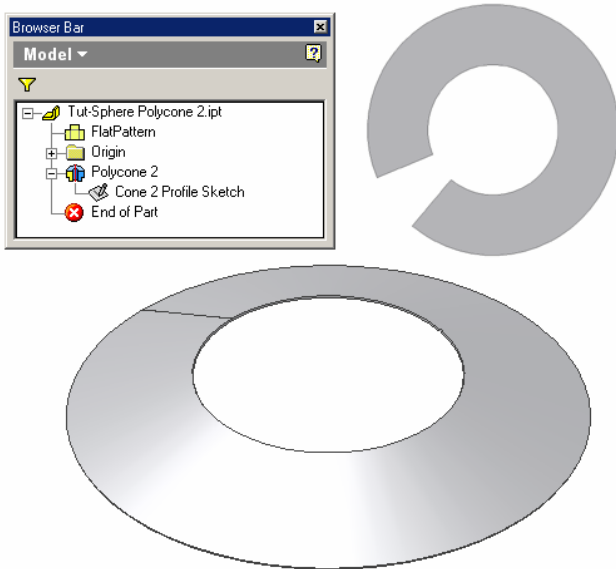 Browser Bar
Model
Tut-Sphere Polycone 2.ipt
FlatPattern
Origin
Polycone 2
Cone 2 Profile Sketch
End of Part